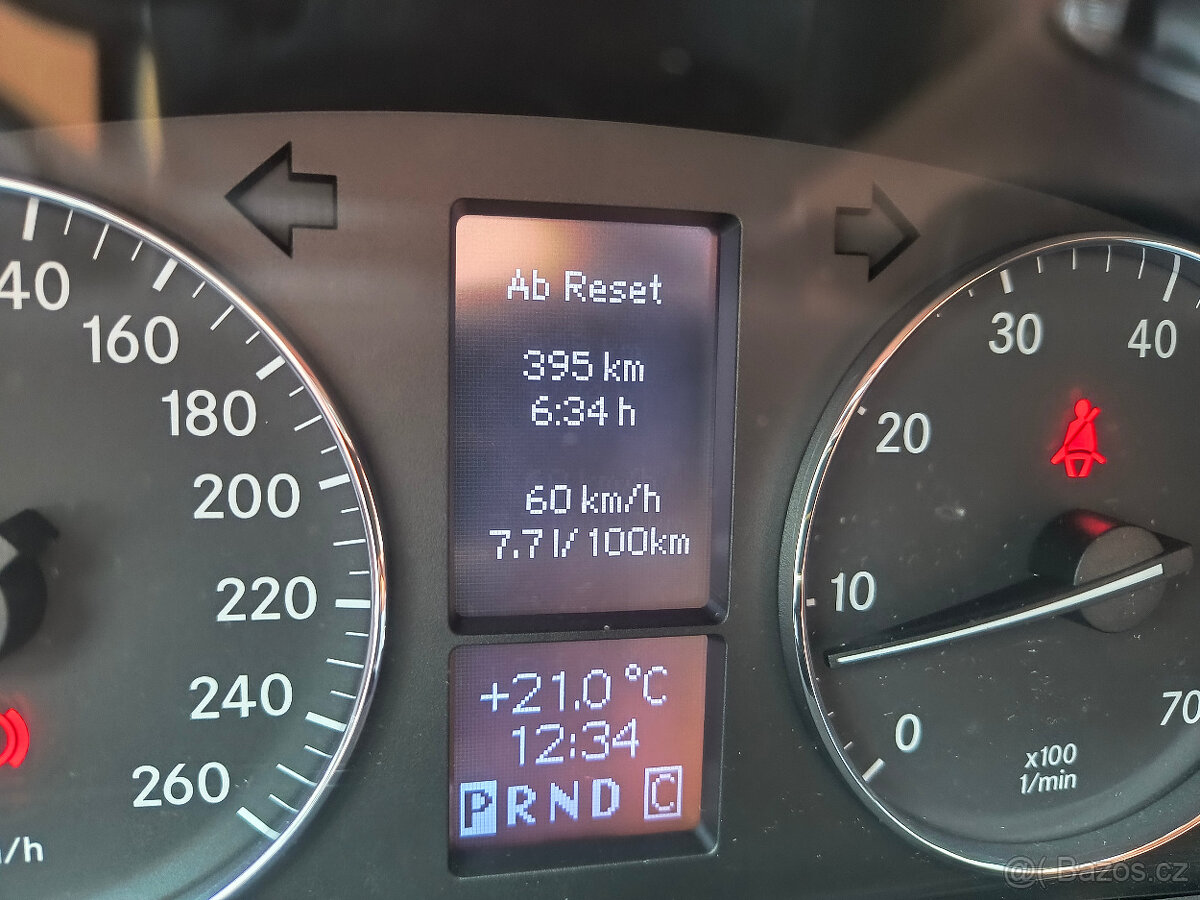 Ab Reset
395 km
6:34 h
60 km/h
7.7 l/100km
+21.0 °C
12:34
P R N D C
160
180
200
220
240
260
0
10
20
30
40
70
x100
1/min
Bazos.cz